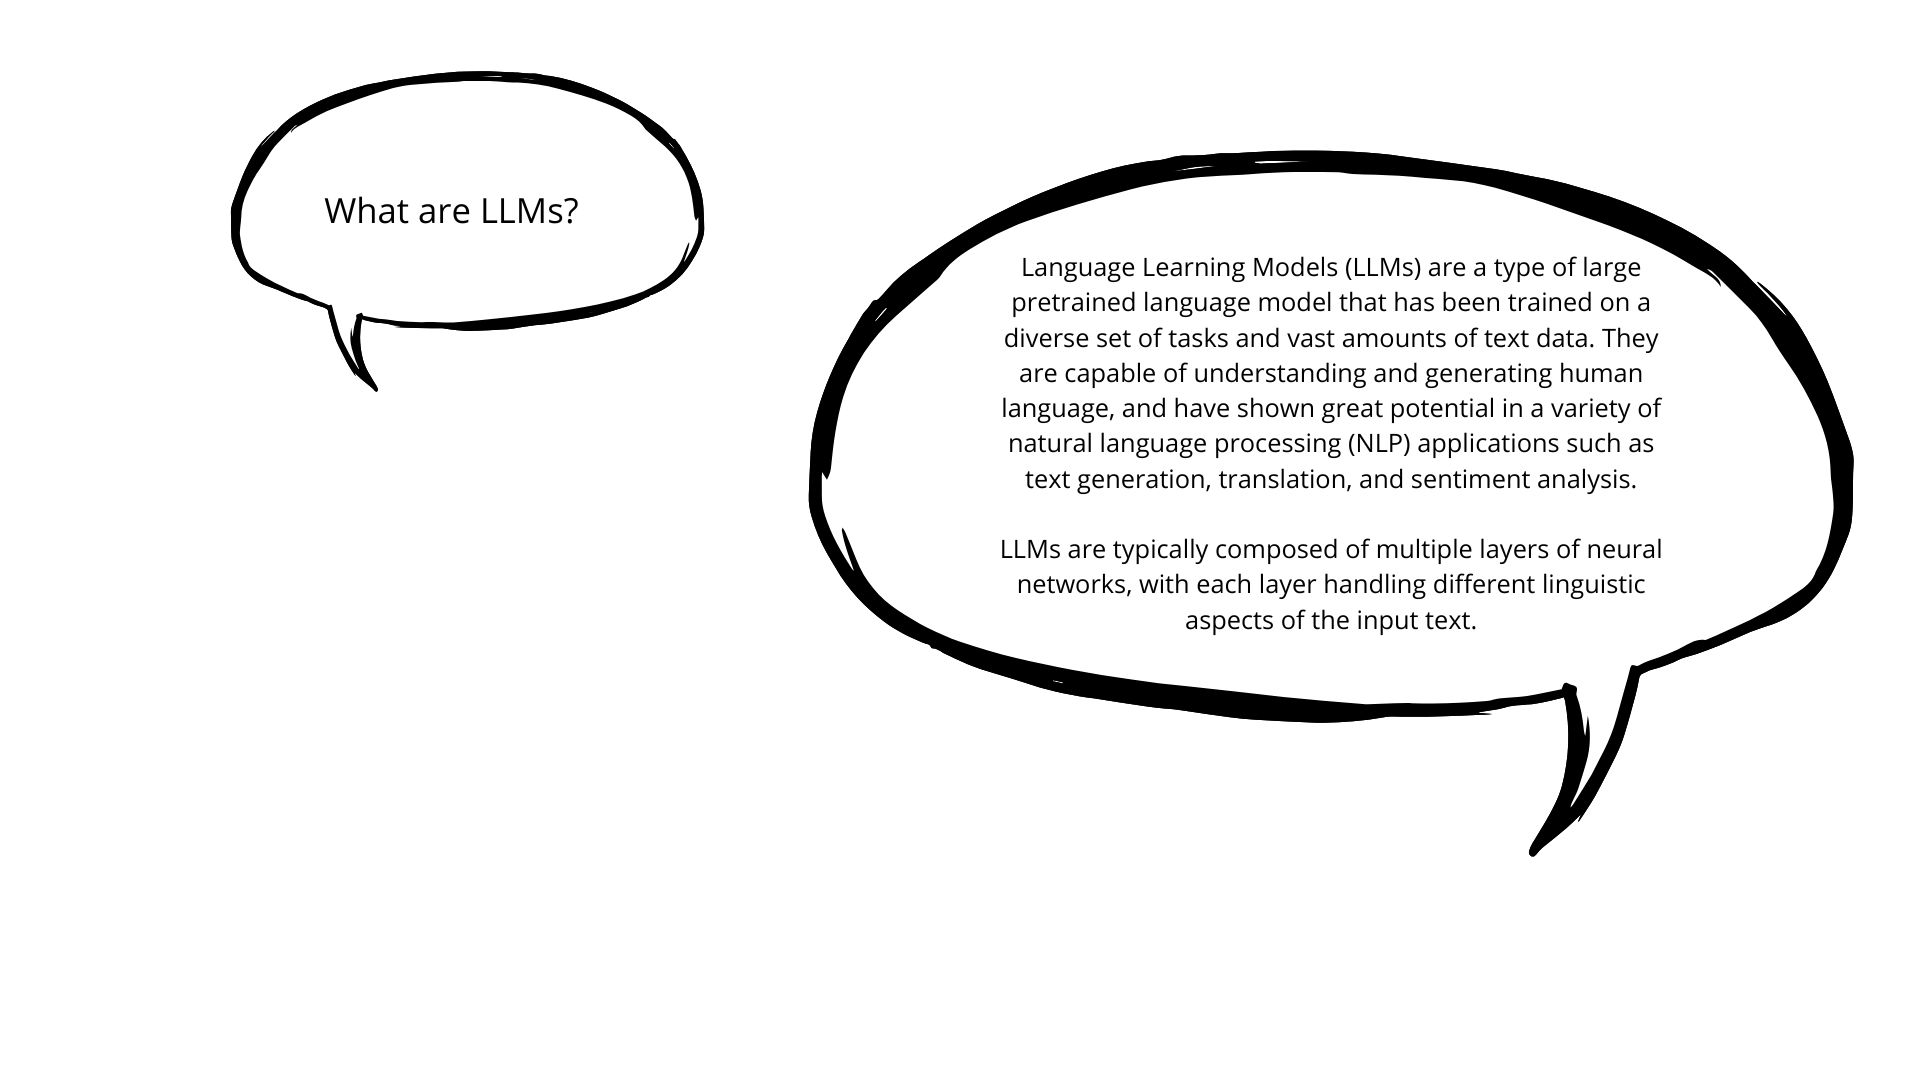 What are LLMs?
Language Learning Models (LLMs) are a type of large
pretrained language model that has been trained on a
diverse set of tasks and vast amounts of text data. They
are capable of understanding and generating human
language, and have shown great potential in a variety of
natural language processing (NLP) applications such as
text generation, translation, and sentiment analysis.
LLMs are typically composed of multiple layers of neural
networks, with each layer handling different linguistic
aspects of the input text.